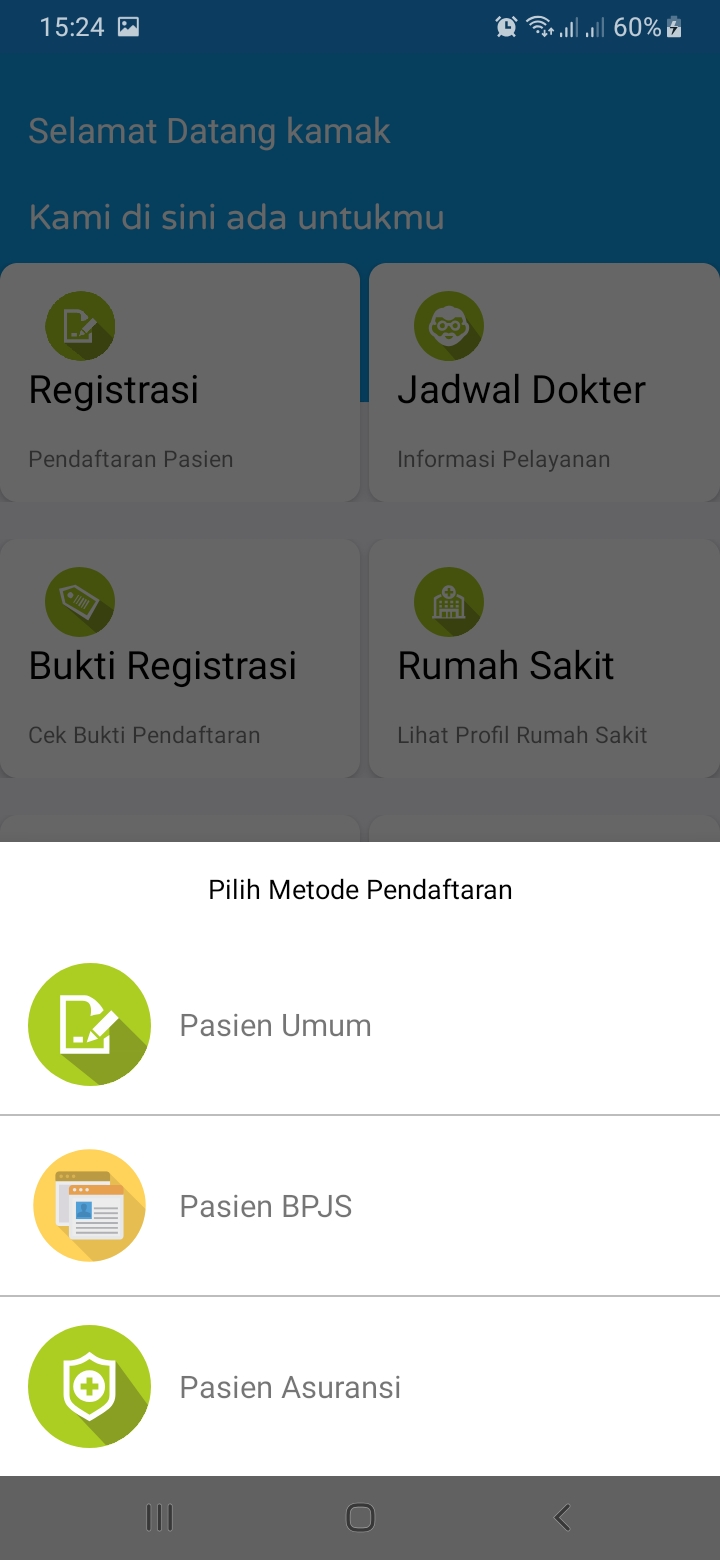 15:24
60%
Selamat Datang kamak
Kami di sini ada untukmu
Registrasi
Pendaftaran Pasien
Jadwal Dokter
Informasi Pelayanan
Bukti Registrasi
Cek Bukti Pendaftaran
Rumah Sakit
Lihat Profil Rumah Sakit
Pilih Metode Pendaftaran
Pasien Umum
Pasien BPJS
Pasien Asuransi